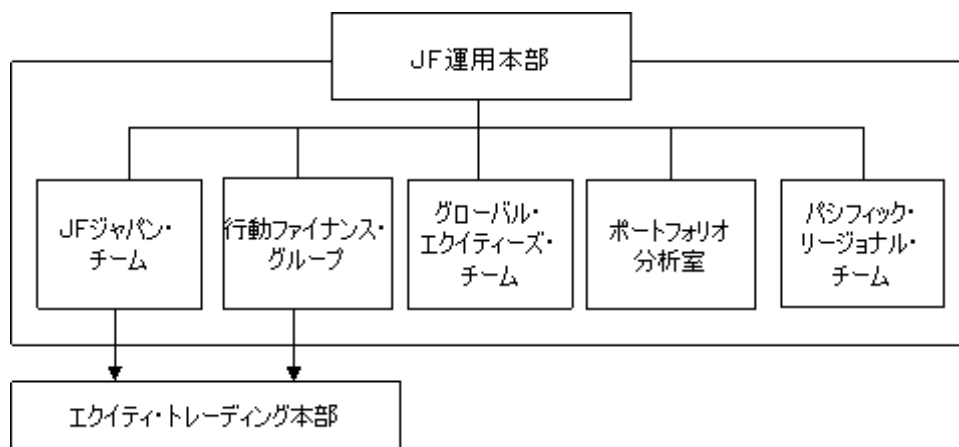 JF運用本部
JFジャパン・
チーム
行動ファイナンス・
グループ
グローバル・
エクイティーズ・
チーム
ポートフォリオ
分析室
パシフィック・
リージョナル・
チーム
エクイティ・トレーディング本部